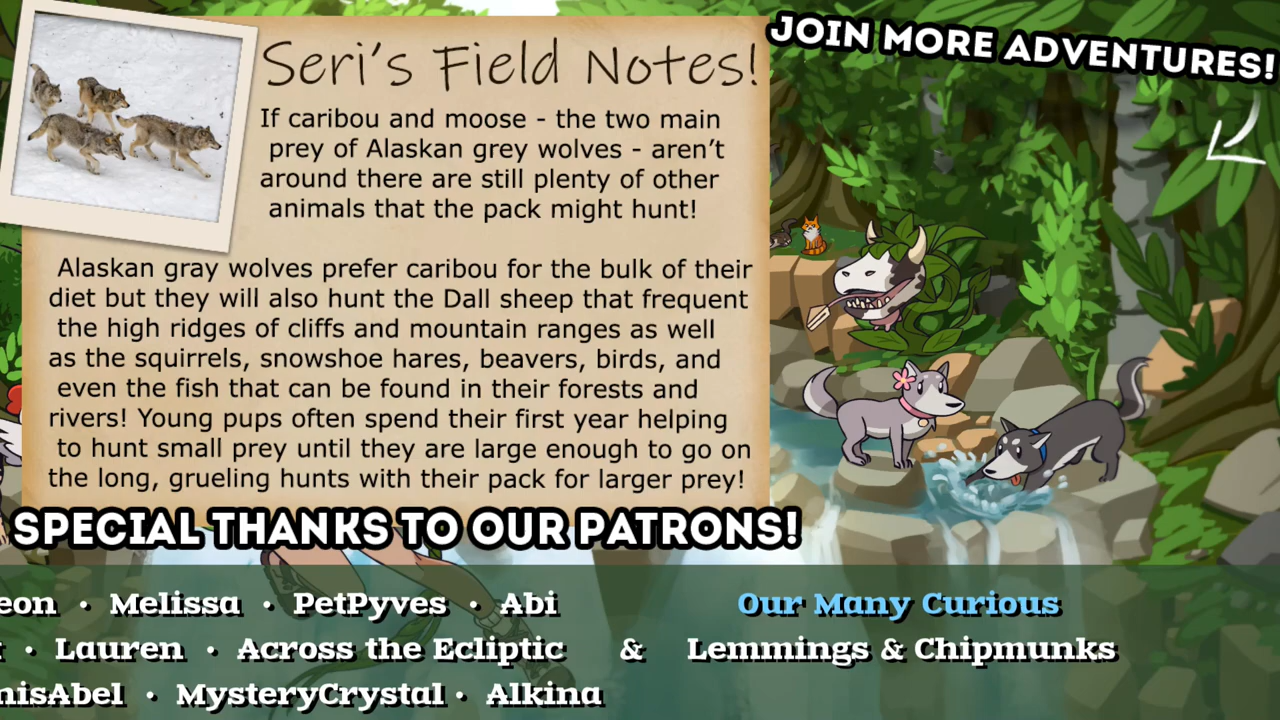 Seri's Field Notes!
If caribou and moose - the two main
prey of Alaskan grey wolves - aren't
around there are still plenty of other
animals that the pack might hunt!
Alaskan gray wolves prefer caribou for the bulk of their
diet but they will also hunt the Dall sheep that frequent
the high ridges of cliffs and mountain ranges as well
as the squirrels, snowshoe hares, beavers, birds, and
even the fish that can be found in their forests and
rivers! Young pups often spend their first year helping
to hunt small prey until they are large enough to go on
the long, grueling hunts with their pack for larger prey!
JOIN MORE ADVENTURES!
SPECIAL THANKS TO OUR PATRONS!
eon · Melissa · PetPyves · Abi
· Lauren · Across the Ecliptic
nisAbel · MysteryCrystal · Alkina
&
Our Many Curious
Lemmings & Chipmunks